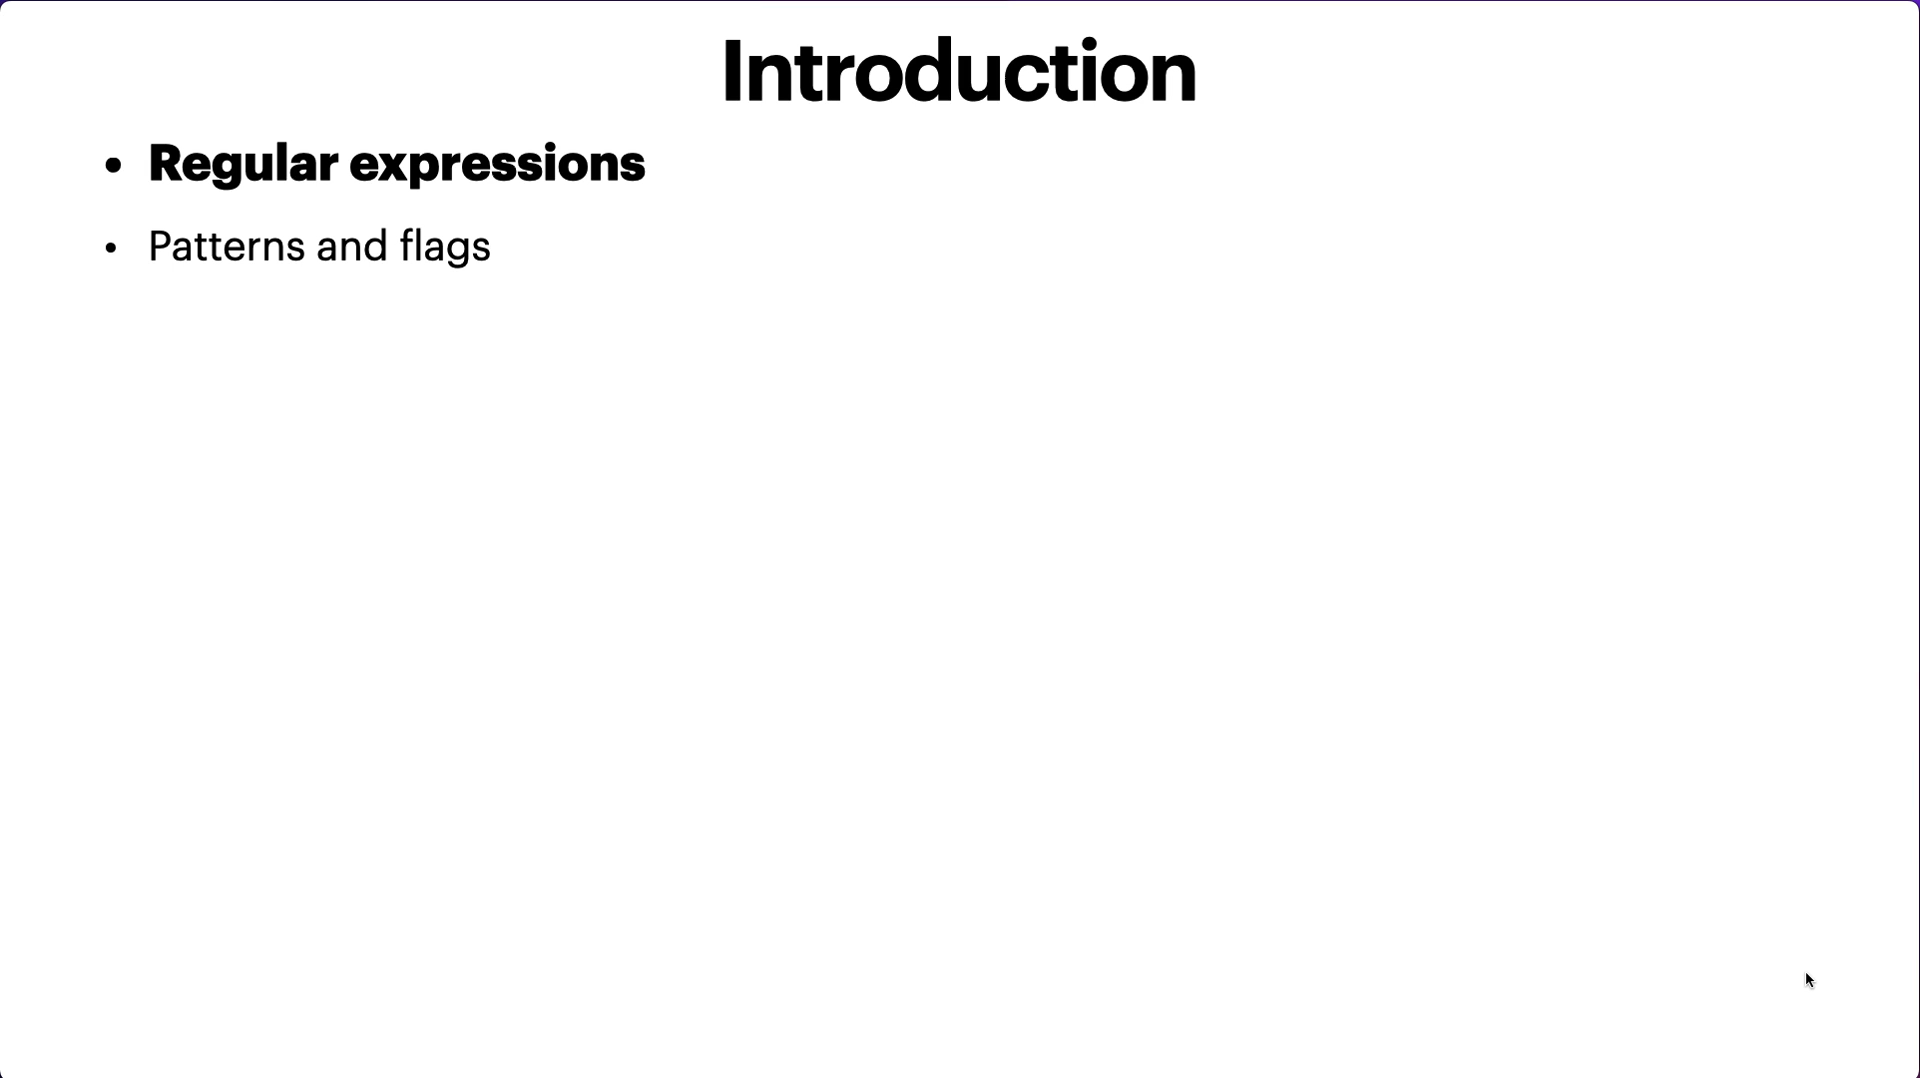 Introduction
• Regular expressions
• Patterns and flags